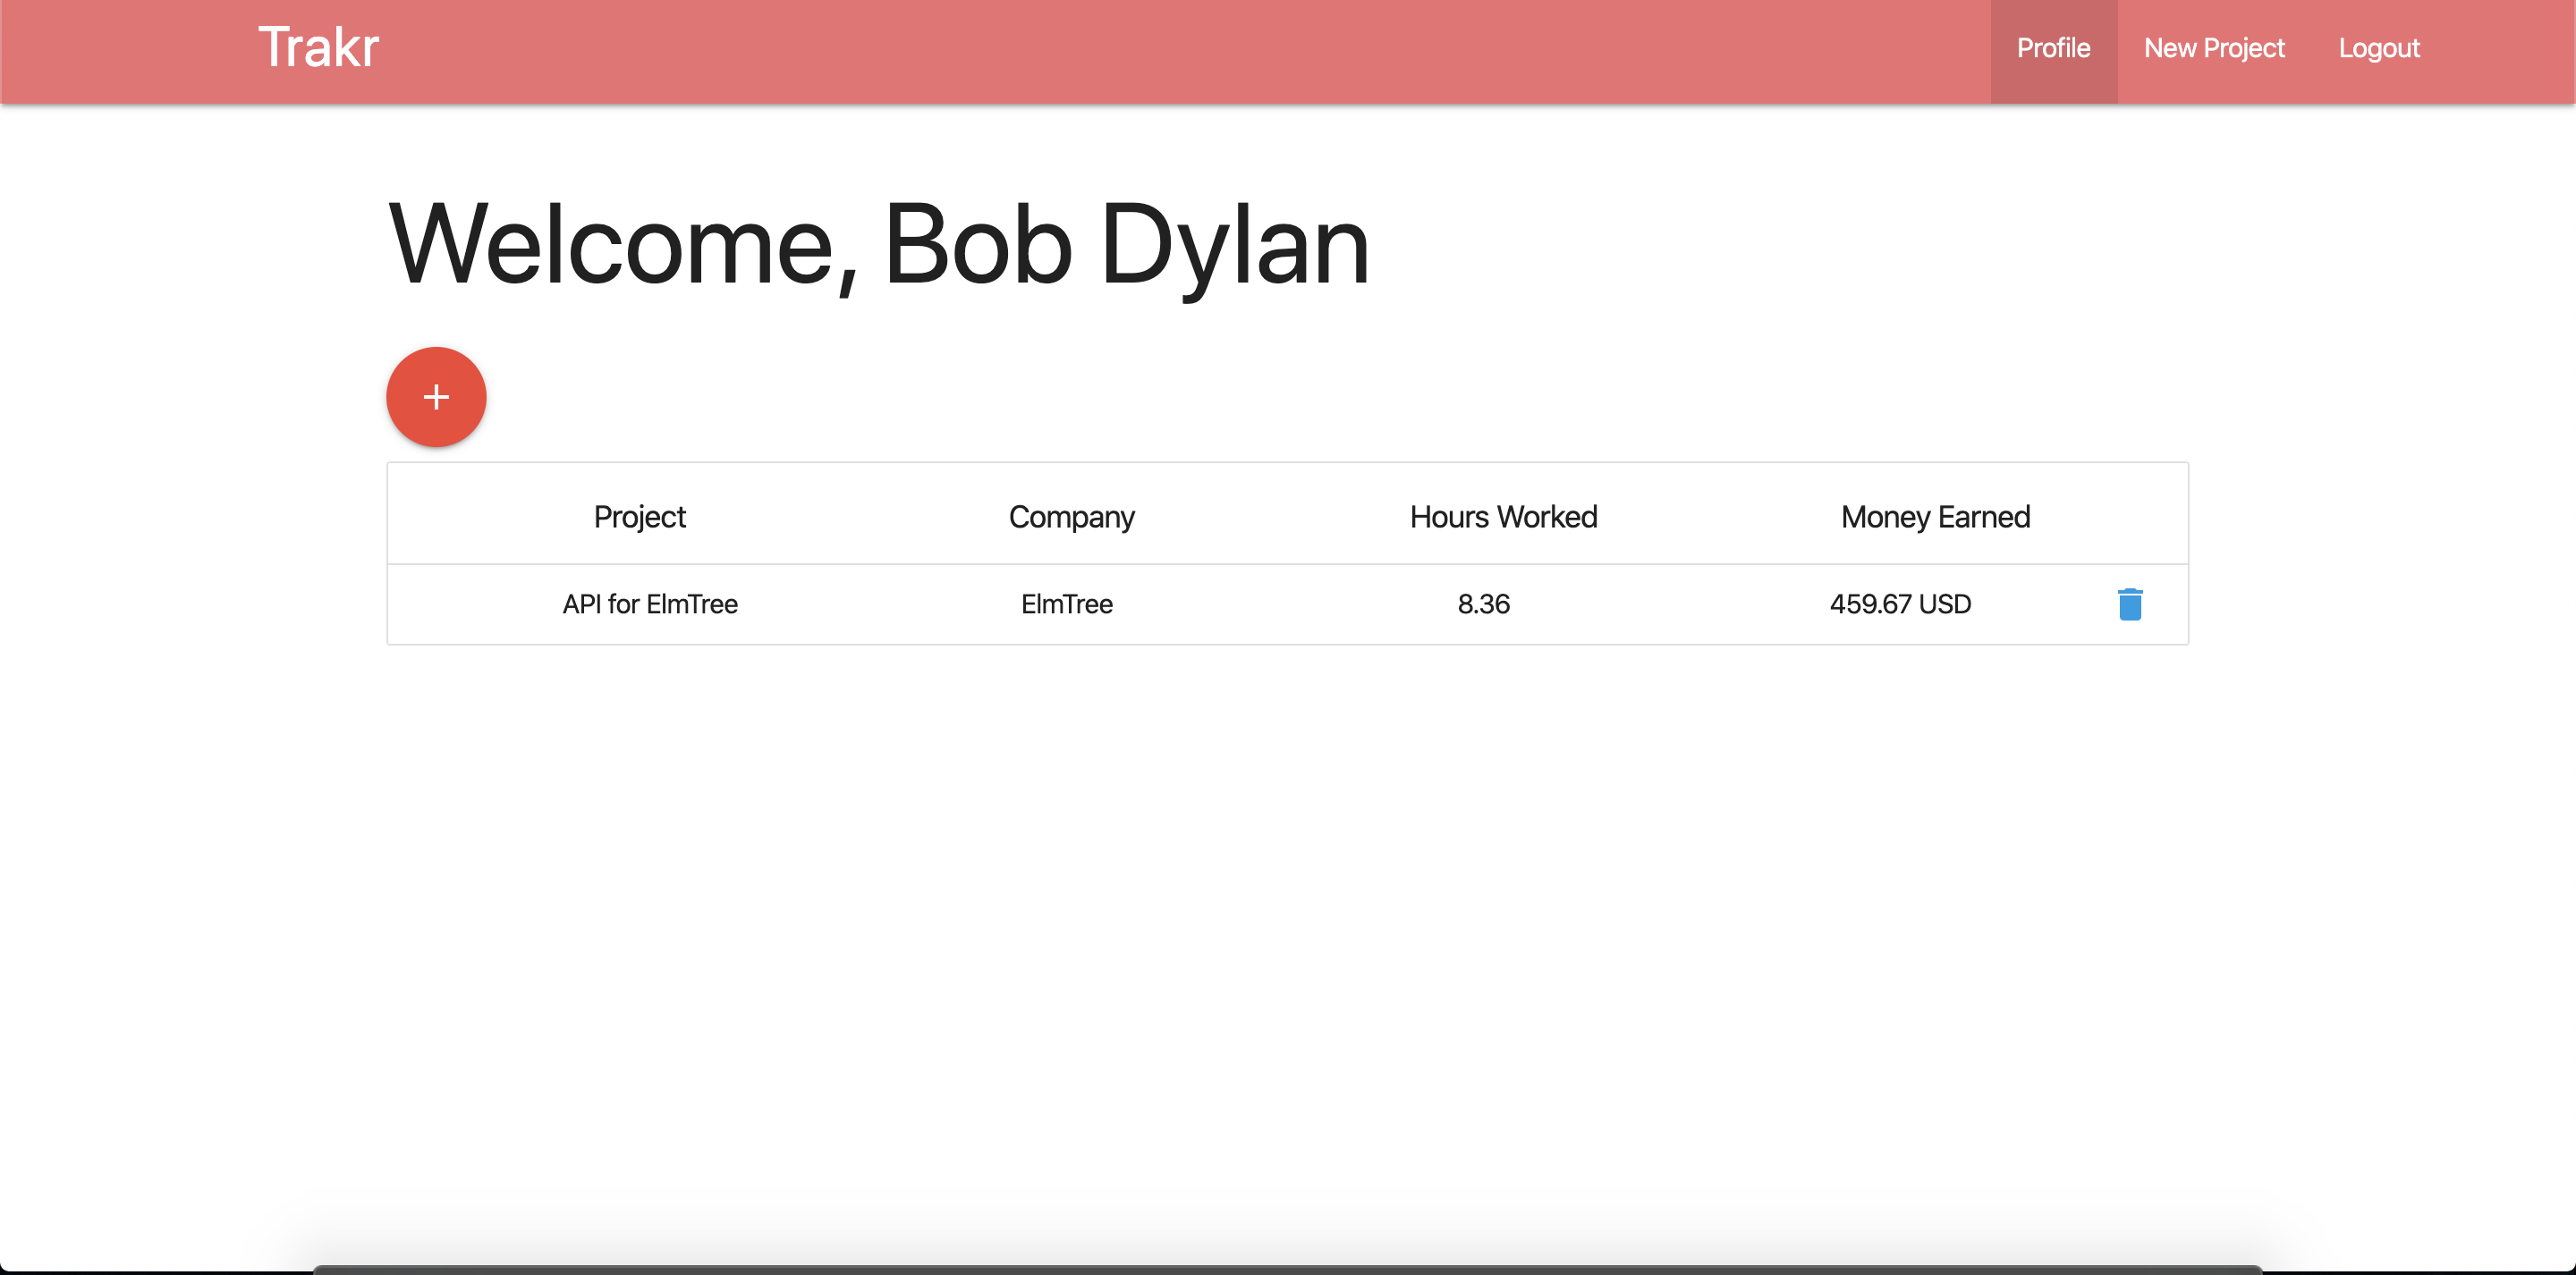 Trakr Profile New Project Logout
Welcome, Bob Dylan
+
Project Company Hours Worked Money Earned
API for ElmTree ElmTree 8.36 459.67 USD